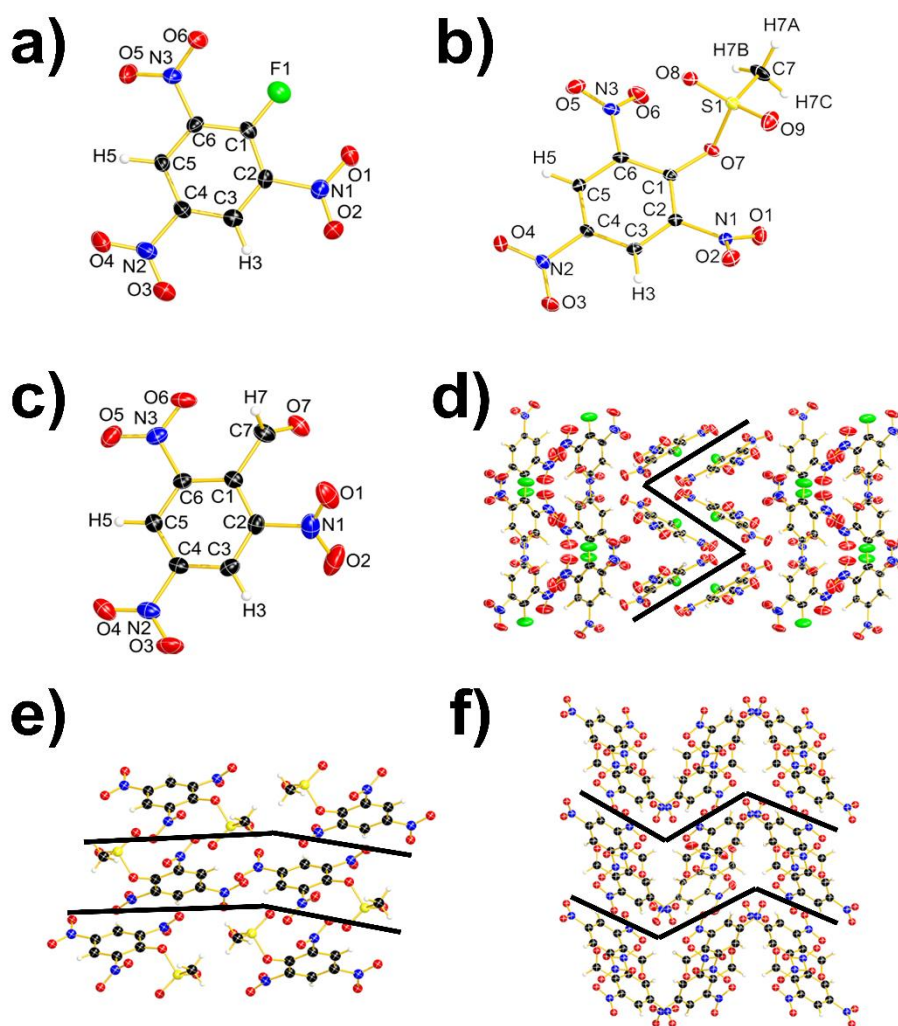 a)
O6
O5
N3
F1
C6
C1
H5
C5
C2
O1
N1
C4
C3
O2
O4
N2
H3
O3
b)
H7A
H7B
O8
C7
N3
O5
O6
S1
H7C
O9
H5
O7
C6
C1
C5
C2
O4
C4
C3
N1
O1
N2
O2
H3
O3
c)
O6
H7
O5
N3
O7
C7
C6
C1
O1
H5
C5
C2
N1
C4
C3
O2
O4
N2
H3
O3
d)
e)
f)